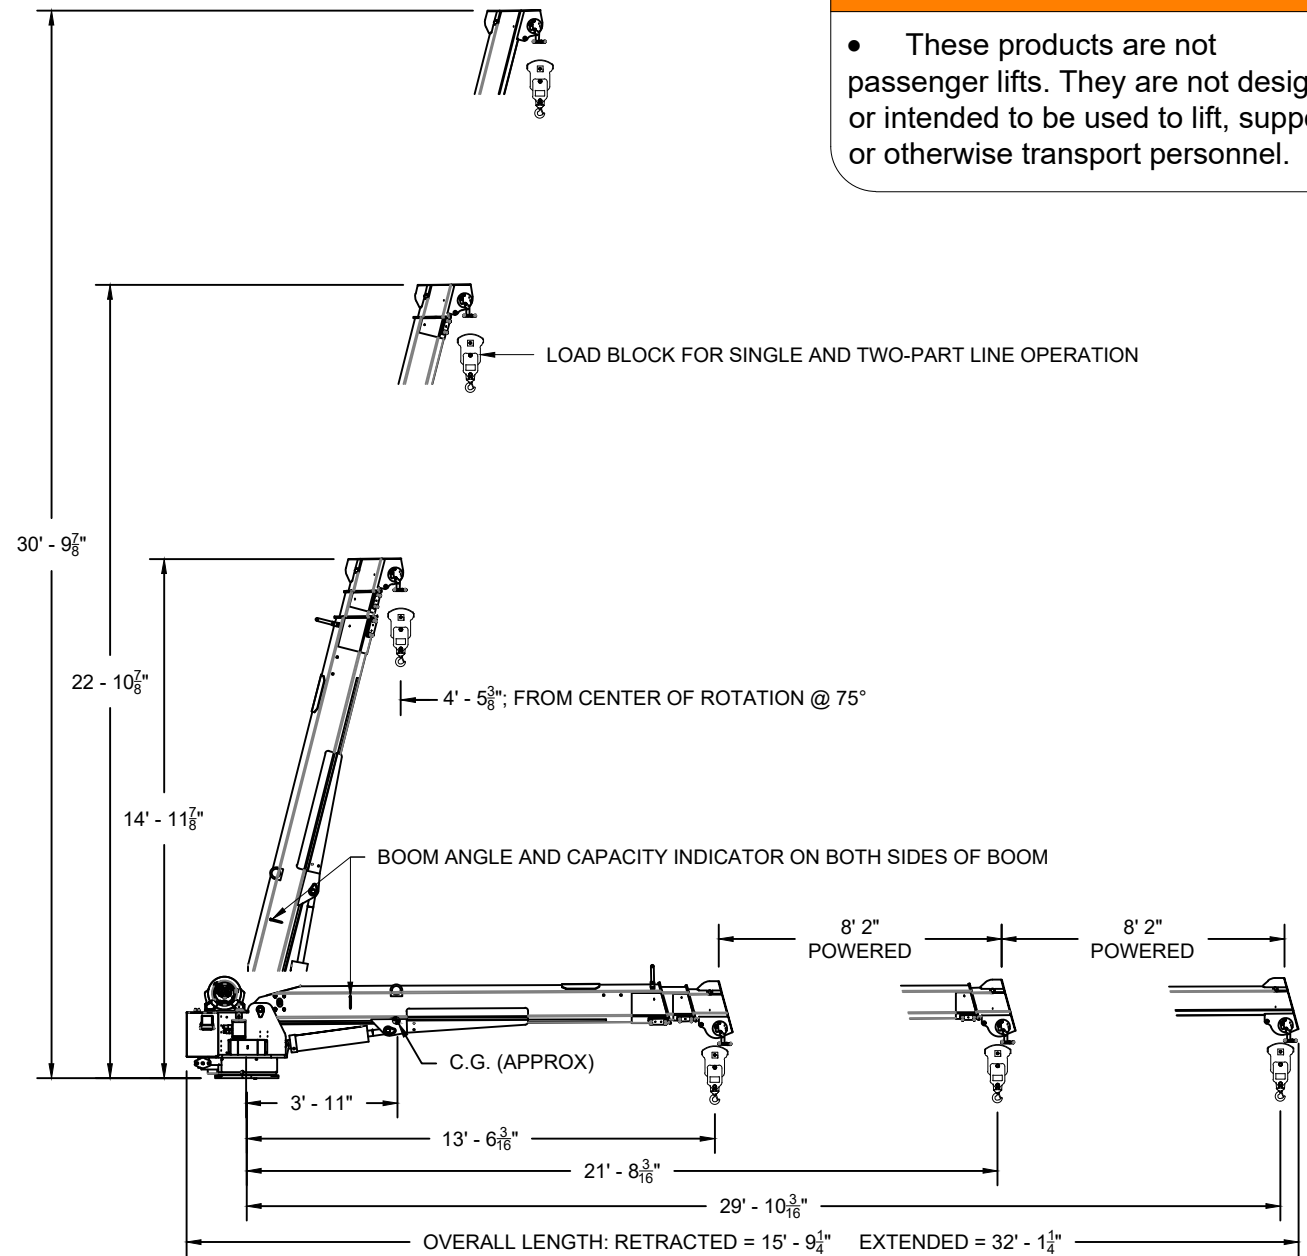 • These products are not
passenger lifts. They are not desig
or intended to be used to lift, suppo
or otherwise transport personnel.
LOAD BLOCK FOR SINGLE AND TWO-PART LINE OPERATION
30' - 9⅞"
22 - 10⅞"
4' - 5⅜"; FROM CENTER OF ROTATION @ 75°
14' - 11⅞"
BOOM ANGLE AND CAPACITY INDICATOR ON BOTH SIDES OF BOOM
8' 2"
POWERED
8' 2"
POWERED
C.G. (APPROX)
3' - 11"
13' - 6 3/16"
21' - 8 3/16"
29' - 10 3/16"
OVERALL LENGTH: RETRACTED = 15' - 9¼" EXTENDED = 32' - 1¼"